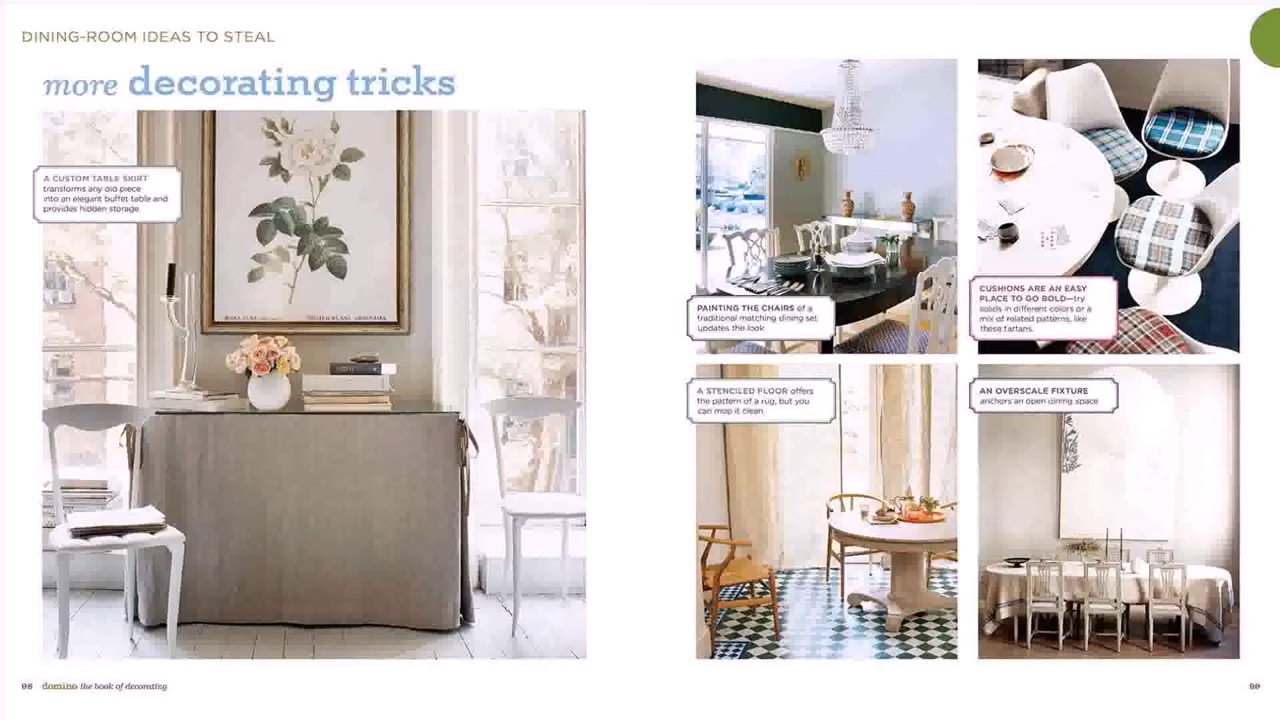 DINING-ROOM IDEAS TO STEAL
more decorating tricks
A CUSTOM TABLE SKIRT
transforms any old piece
into an elegant buffet table and
provides hidden storage
PAINTING THE CHAIRS of a
traditional matching dining set
updates the look
CUSHIONS ARE AN EASY
PLACE TO GO BOLD—try
solids in different colors or a
mix of related patterns, like
these tartans.
A STENCILED FLOOR offers
the pattern of a rug, but you
can mop it clean
AN OVERSCALE FIXTURE
anchors an open dining space
98 domino the book of decorating
99